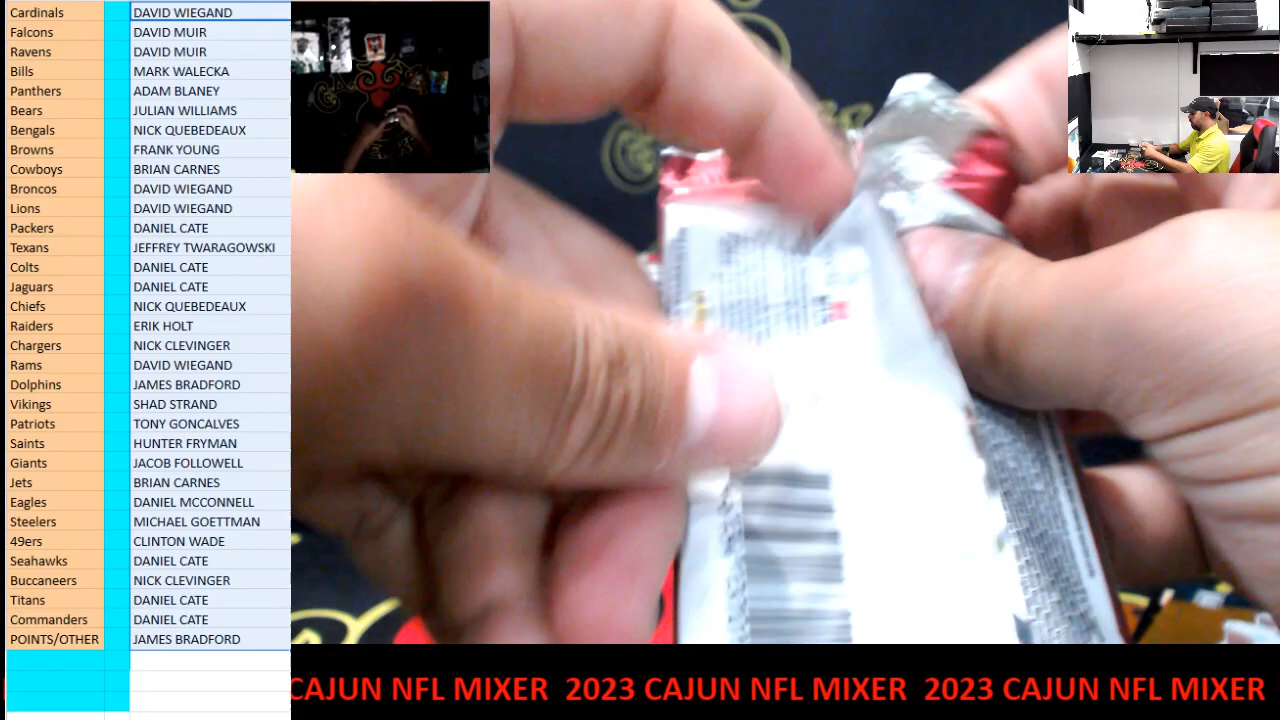 Cardinals DAVID WIEGAND
Falcons DAVID MUIR
Ravens DAVID MUIR
Bills MARK WALECKA
Panthers ADAM BLANEY
Bears JULIAN WILLIAMS
Bengals NICK QUEBEDEAUX
Browns FRANK YOUNG
Cowboys BRIAN CARNES
Broncos DAVID WIEGAND
Lions DAVID WIEGAND
Packers DANIEL CATE
Texans JEFFREY TWARAGOWSKI
Colts DANIEL CATE
Jaguars DANIEL CATE
Chiefs NICK QUEBEDEAUX
Raiders ERIK HOLT
Chargers NICK CLEVINGER
Rams DAVID WIEGAND
Dolphins JAMES BRADFORD
Vikings SHAD STRAND
Patriots TONY GONCALVES
Saints HUNTER FRYMAN
Giants JACOB FOLLOWELL
Jets BRIAN CARNES
Eagles DANIEL MCCONNELL
Steelers MICHAEL GOETTMAN
49ers CLINTON WADE
Seahawks DANIEL CATE
Buccaneers NICK CLEVINGER
Titans DANIEL CATE
Commanders DANIEL CATE
POINTS/OTHER JAMES BRADFORD
CAJUN NFL MIXER 2023 CAJUN NFL MIXER 2023 CAJUN NFL MIXER